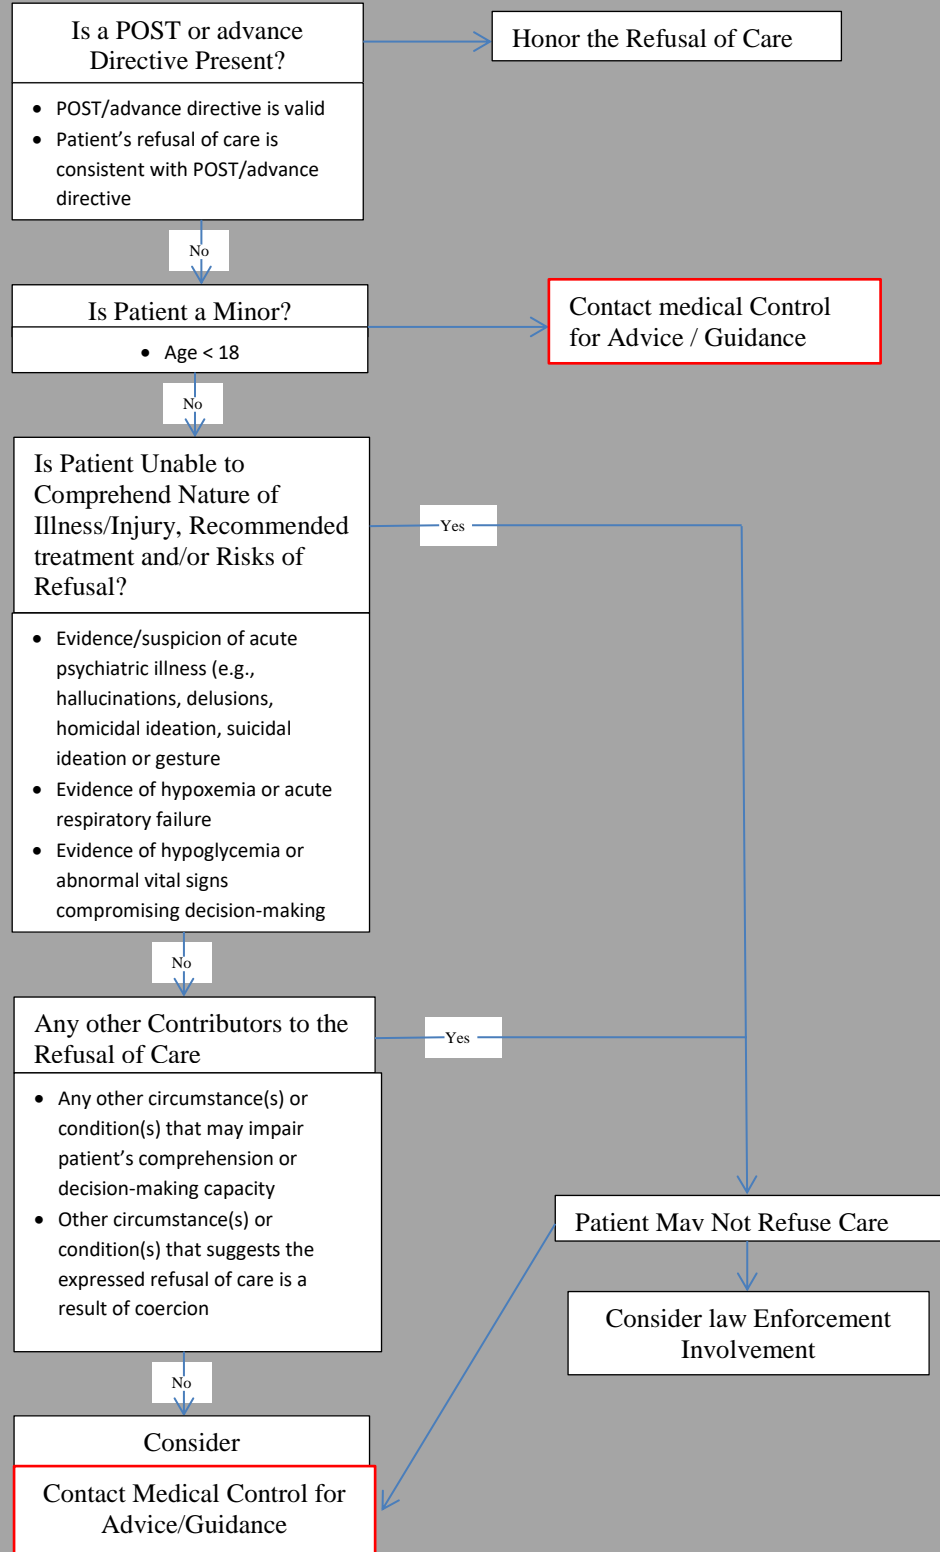 Is a POST or advance
Directive Present?
Honor the Refusal of Care
• POST/advance directive is valid
• Patient’s refusal of care is
consistent with POST/advance
directive
No
Is Patient a Minor?
• Age < 18
Contact medical Control
for Advice / Guidance
No
Is Patient Unable to
Comprehend Nature of
Illness/Injury, Recommended
treatment and/or Risks of
Refusal?
Yes
• Evidence/suspicion of acute
psychiatric illness (e.g.,
hallucinations, delusions,
homicidal ideation, suicidal
ideation or gesture
• Evidence of hypoxemia or acute
respiratory failure
• Evidence of hypoglycemia or
abnormal vital signs
compromising decision-making
No
Any other Contributors to the
Refusal of Care
Yes
• Any other circumstance(s) or
condition(s) that may impair
patient’s comprehension or
decision-making capacity
• Other circumstance(s) or
condition(s) that suggests the
expressed refusal of care is a
result of coercion
Patient May Not Refuse Care
Consider law Enforcement
Involvement
No
Consider
Contact Medical Control for
Advice/Guidance